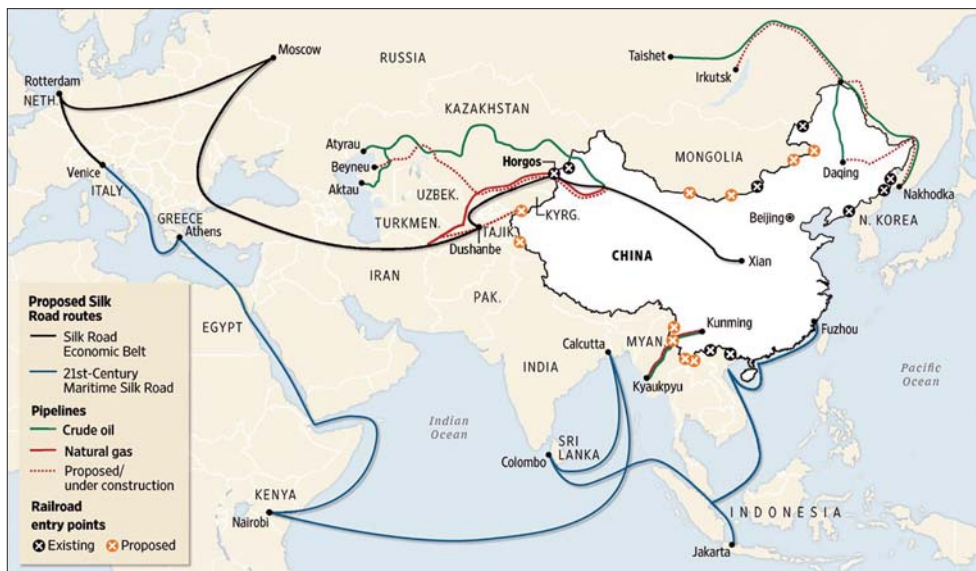 Moscow
RUSSIA
Taishet
Irkutsk
Rotterdam
NETH.
KAZAKHSTAN
Atyrau
Beyneu
Aktau
Horgos
MONGOLIA
Daqing
Nakhodka
Venice
ITALY
UZBEK.
TURKMEN.
KYRG.
TAJIK.
Dushanbe
Beijing
N. KOREA
GREECE
Athens
CHINA
Xian
IRAN
PAK.
EGYPT
INDIA
Calcutta
MYAN.
Kunming
Kyaukpyu
Fuzhou
Pacific
Ocean
Indian
Ocean
SRI
LANKA
Colombo
KENYA
Nairobi
INDONESIA
Jakarta
Proposed Silk
Road routes
Silk Road
Economic Belt
21st-Century
Maritime Silk Road
Pipelines
Crude oil
Natural gas
Proposed/
under construction
Railroad
entry points
Existing
Proposed